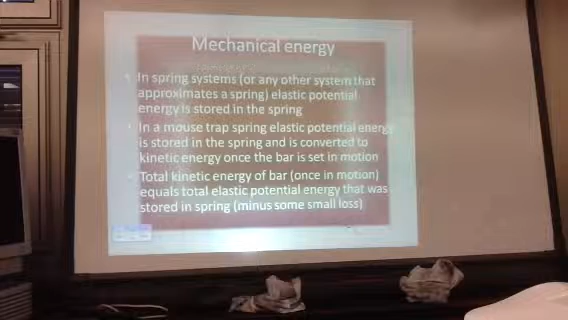 Mechanical energy
In spring systems (or any other system that
approximates a spring) elastic potential
energy is stored in the spring
In a mouse trap spring elastic potential energy
is stored in the spring and is converted to
kinetic energy once the bar is set in motion
Total kinetic energy of bar (once in motion)
equals total elastic potential energy that was
stored in spring (minus some small loss)